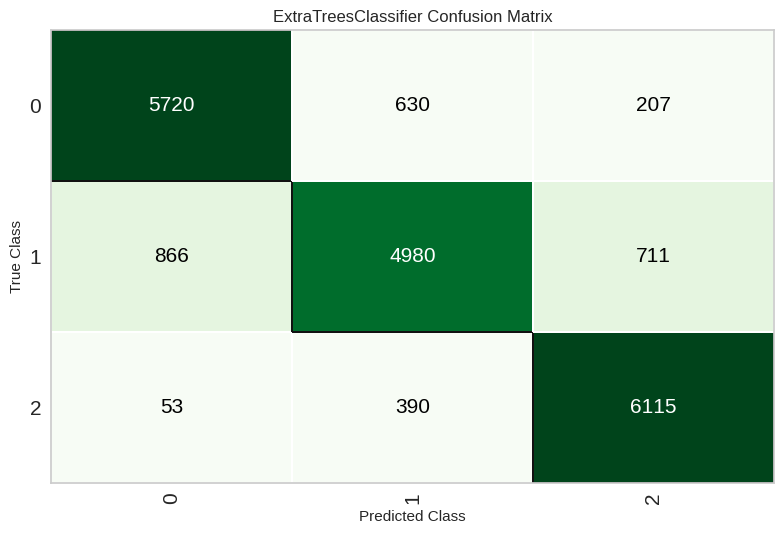 ExtraTreesClassifier Confusion Matrix
0 5720 630 207
1 866 4980 711
2 53 390 6115
0 1 2
True Class
Predicted Class